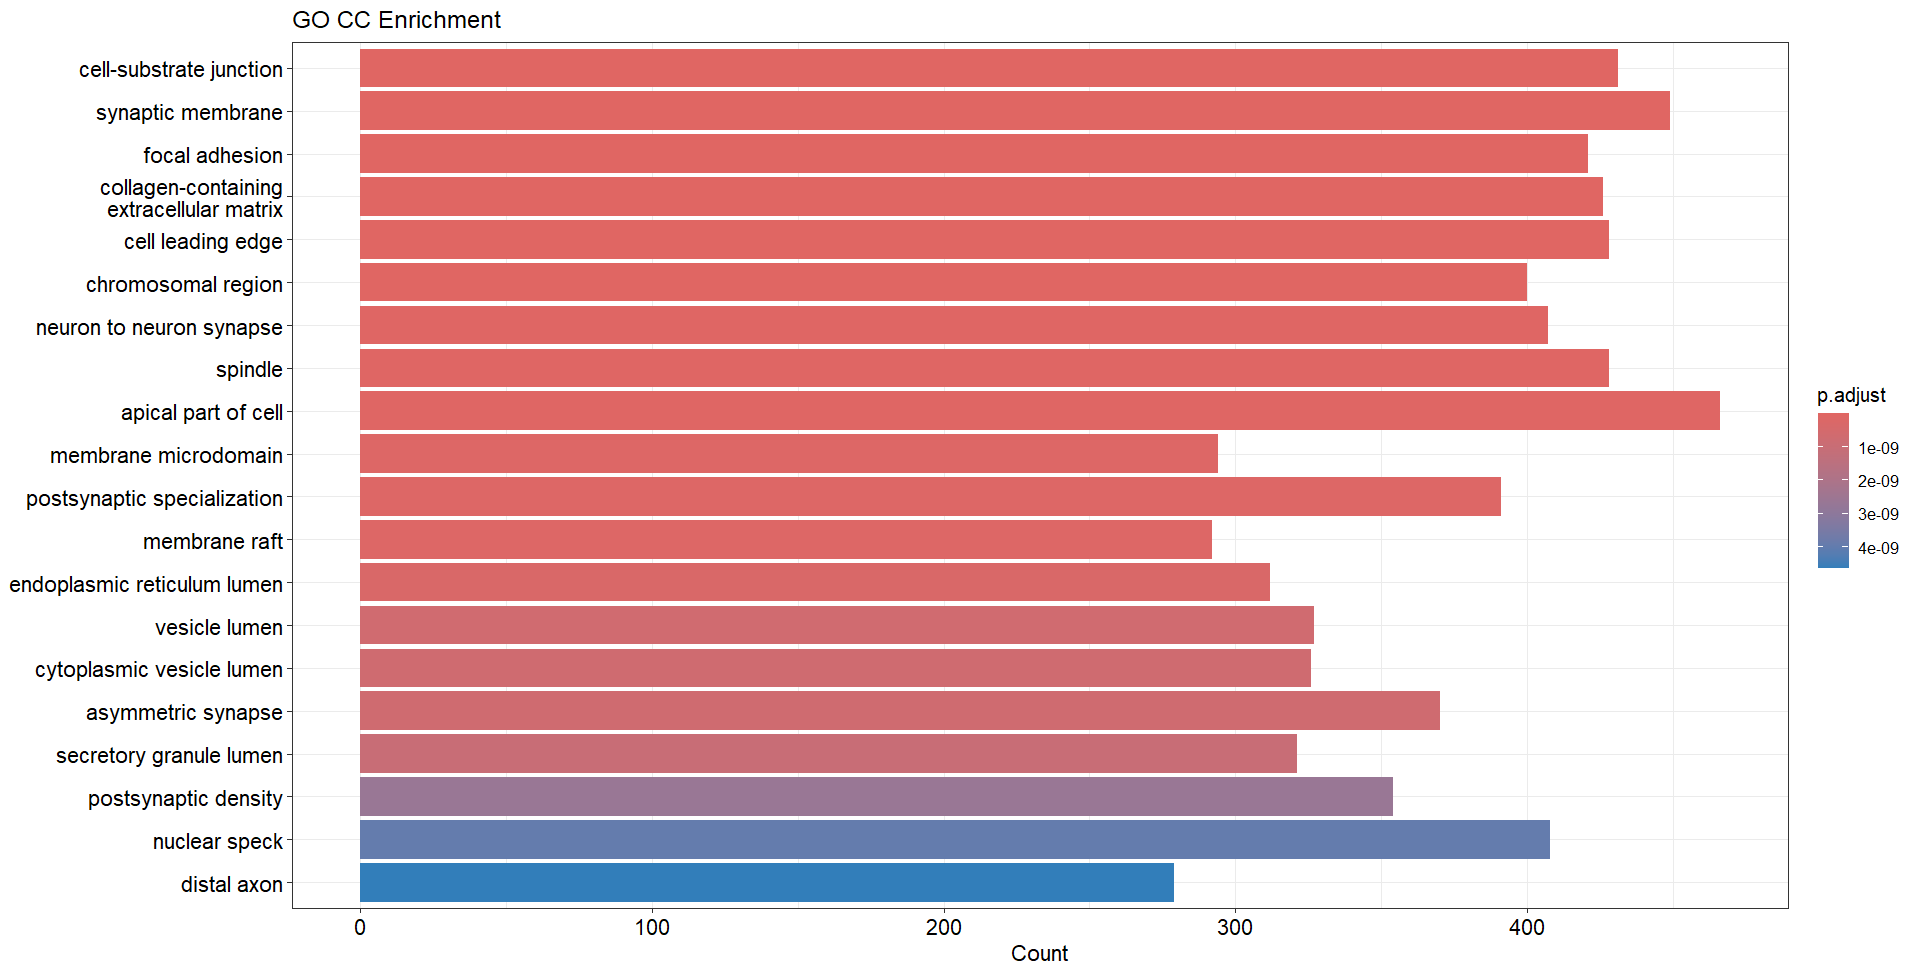 GO CC Enrichment
cell-substrate junction
synaptic membrane
focal adhesion
collagen-containing
extracellular matrix
cell leading edge
chromosomal region
neuron to neuron synapse
spindle
apical part of cell
membrane microdomain
postsynaptic specialization
membrane raft
endoplasmic reticulum lumen
vesicle lumen
cytoplasmic vesicle lumen
asymmetric synapse
secretory granule lumen
postsynaptic density
nuclear speck
distal axon
0 100 200 300 400
Count
p.adjust
1e-09
2e-09
3e-09
4e-09